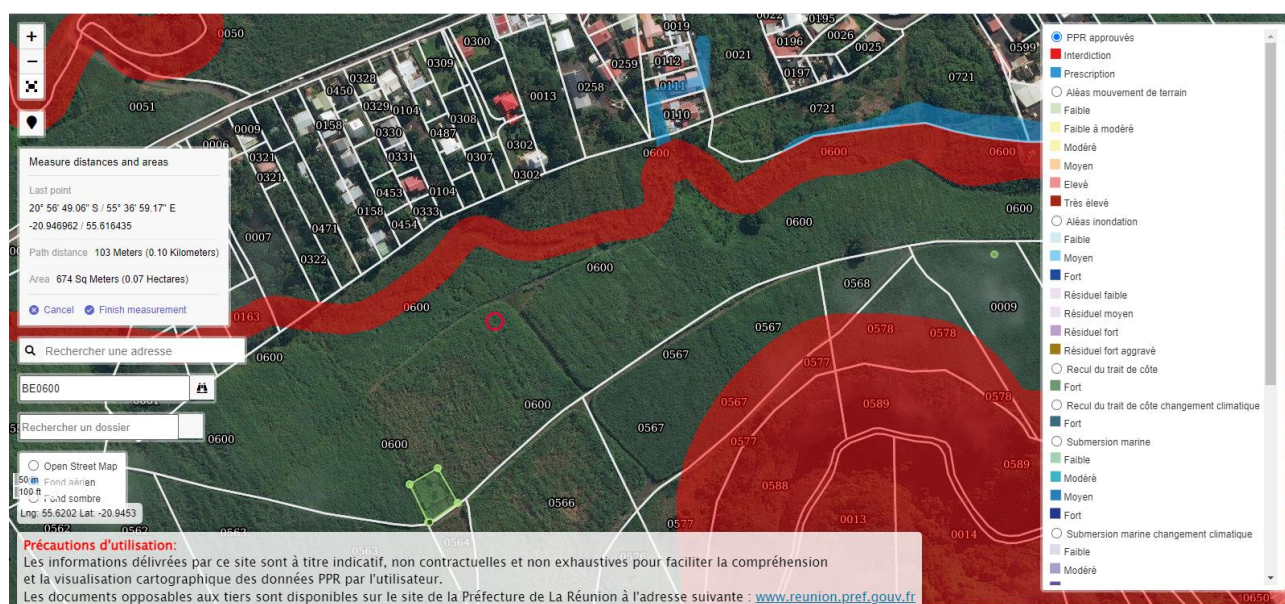 +
−
Measure distances and areas
Last point
20° 56' 49.06" S / 55° 36' 59.17" E
-20.946962 / 55.616435
Path distance 103 Meters (0.10 Kilometers)
Area 674 Sq Meters (0.07 Hectares)
Cancel Finish measurement
Rechercher une adresse
BE0600
Rechercher un dossier
Open Street Map
Fond aérien
Fond sombre
50 m
100 ft
Lng: 55.6202 Lat: -20.9453
0050
0051
0300
0309
0328
0450
0329
0104
0308
0009
0158
0330
0487
0006
0321
0321
0331
0307
0302
0302
0453
0104
0158
0333
0471
0454
0007
0322
0163
0013
0258
0259
0019
0112
0111
0110
0022
0195
0196
0026
0025
0021
0197
0599
0721
0721
0600
0600
0600
0600
0600
0600
0600
0600
0600
0600
0600
0568
0009
0567
0567
0567
0567
0578
0578
0578
0577
0577
0577
0589
0589
0588
0566
0013
0014
0562
0562
0563
0563
0564
0576
0650
PPR approuvés
Interdiction
Prescription
Aléas mouvement de terrain
Faible
Faible à modéré
Modéré
Moyen
Elevé
Très élevé
Aléas inondation
Faible
Moyen
Fort
Résiduel faible
Résiduel moyen
Résiduel fort
Résiduel fort aggravé
Recul du trait de côte
Fort
Recul du trait de côte changement climatique
Fort
Submersion marine
Faible
Modéré
Moyen
Fort
Submersion marine changement climatique
Faible
Modéré
Précautions d'utilisation:
Les informations délivrées par ce site sont à titre indicatif, non contractuelles et non exhaustives pour faciliter la compréhension
et la visualisation cartographique des données PPR par l'utilisateur.
Les documents opposables aux tiers sont disponibles sur le site de la Préfecture de La Réunion à l'adresse suivante : www.reunion.pref.gouv.fr